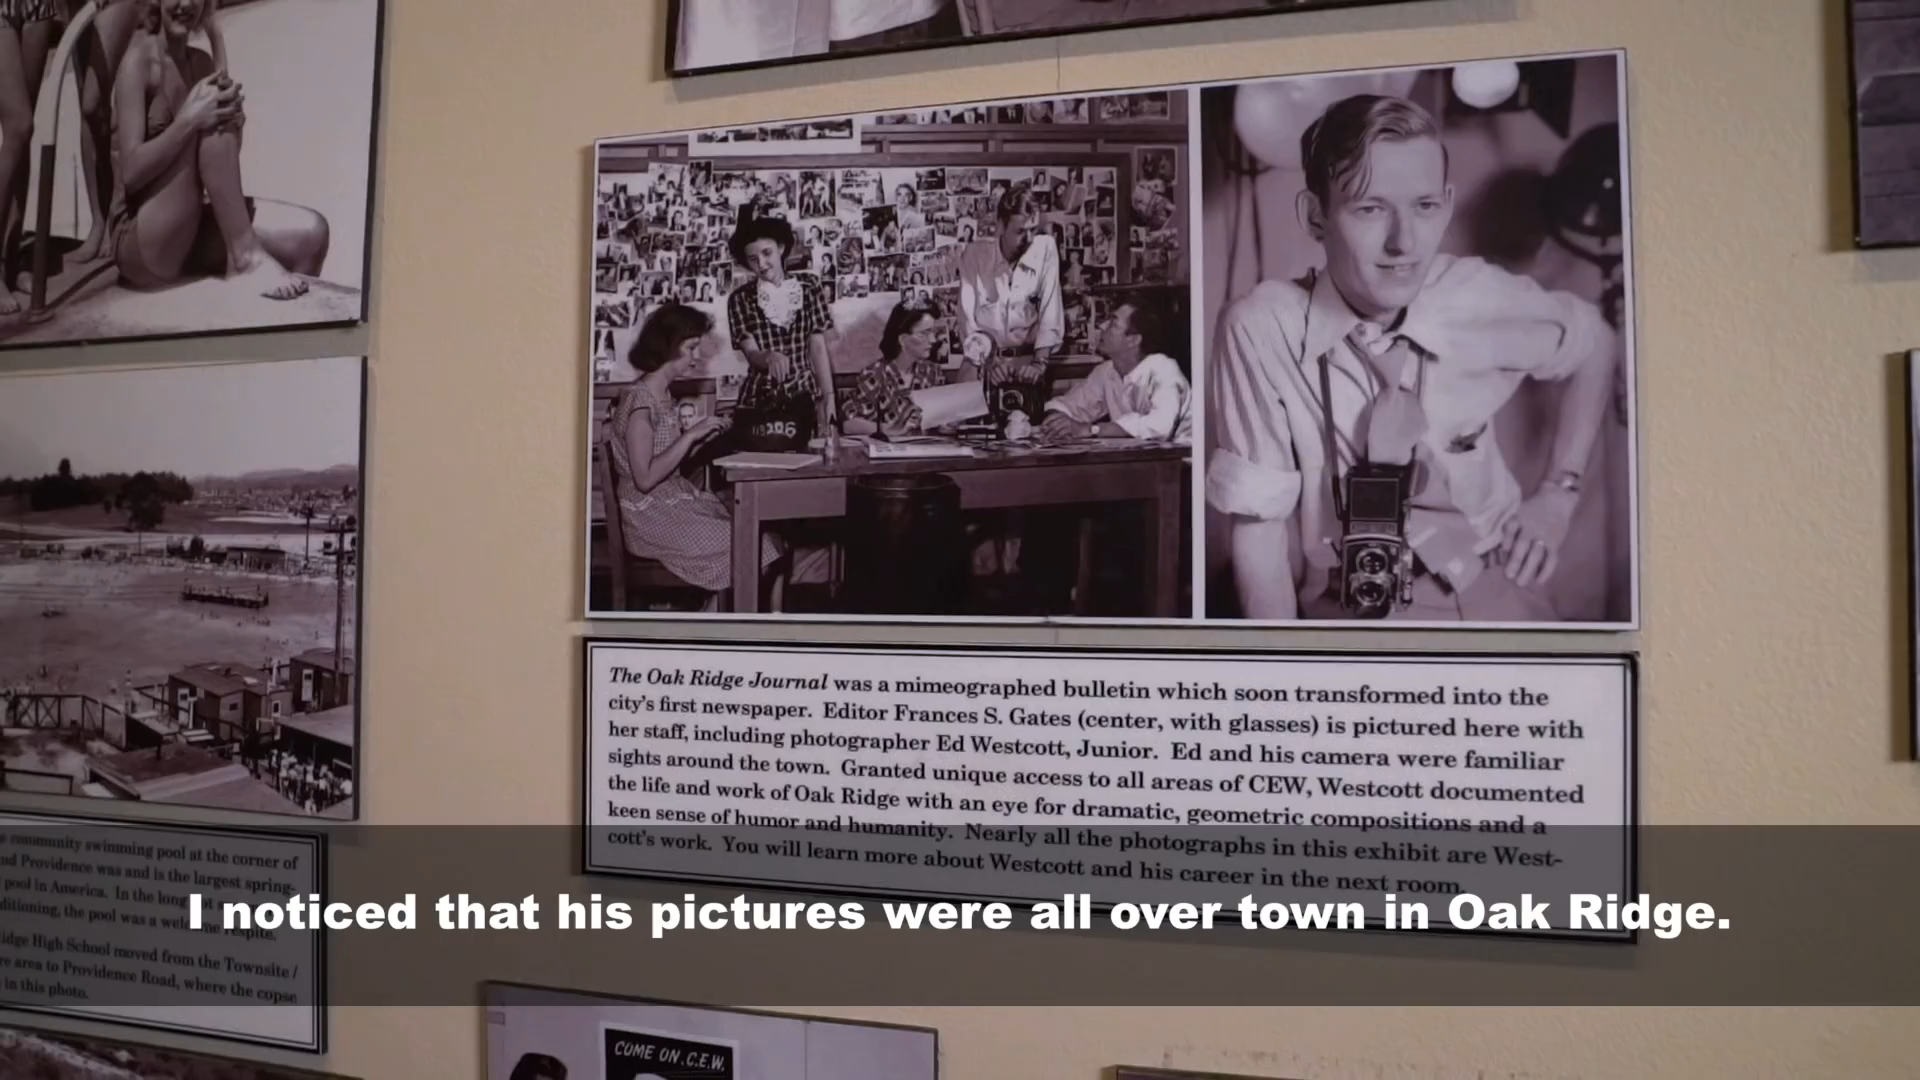 The Oak Ridge Journal was a mimeographed bulletin which soon transformed into the
city's first newspaper. Editor Frances S. Gates (center, with glasses) is pictured here with
her staff, including photographer Ed Westcott, Junior. Ed and his camera were familiar
sights around the town. Granted unique access to all areas of CEW, Westcott documented
the life and work of Oak Ridge with an eye for dramatic, geometric compositions and a
keen sense of humor and humanity. Nearly all the photographs in this exhibit are West-
cott's work. You will learn more about Westcott and his career in the next room.
community swimming pool at the corner of
Providence was and is the largest spring-
pool in America. In the long
the pool was a
High School moved from the Townsite /
area to Providence Road, where the copse
in this photo.
I noticed that his pictures were all over town in Oak Ridge.
COME ON, C.E.W.